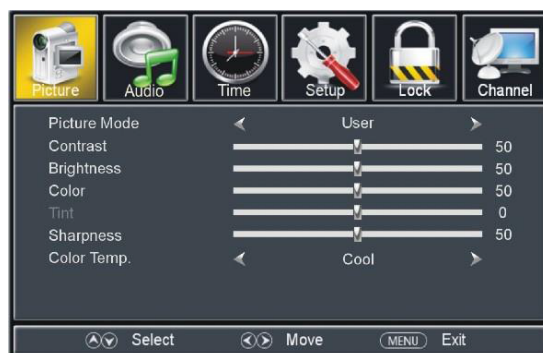 Picture Audio Time Setup Lock Channel
Picture Mode User
Contrast 50
Brightness 50
Color 50
Tint 0
Sharpness 50
Color Temp. Cool
Select Move MENU Exit